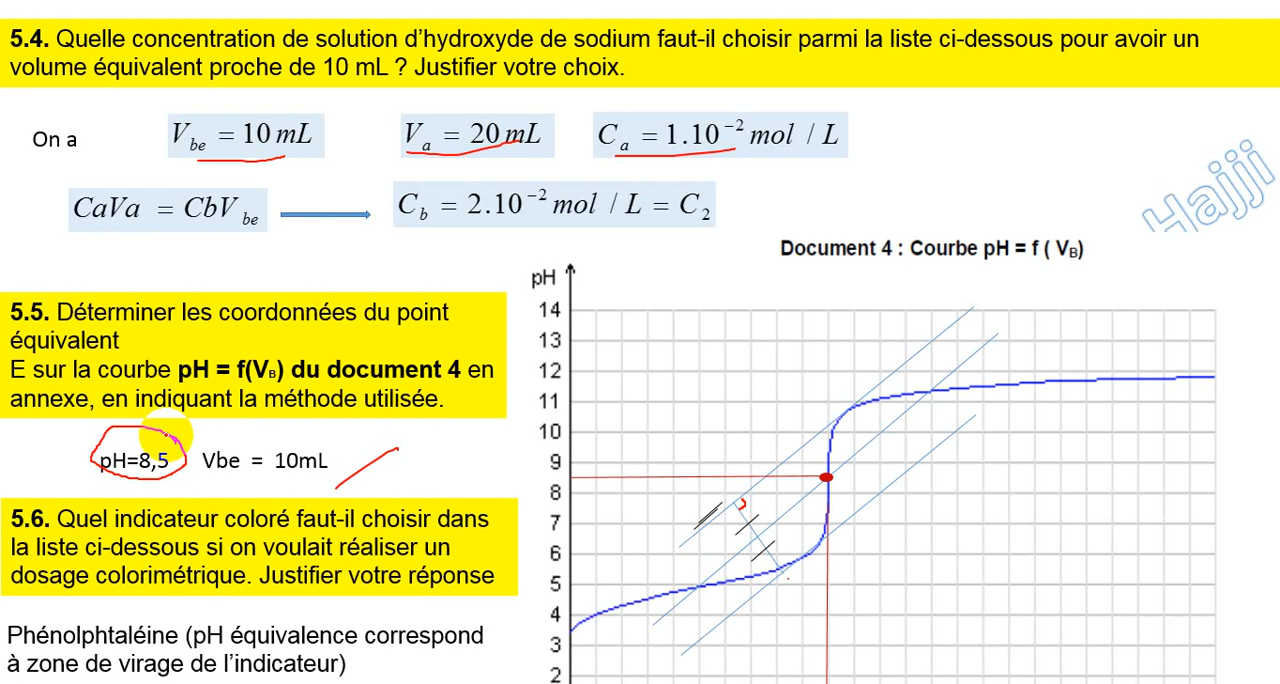 5.4. Quelle concentration de solution d’hydroxyde de sodium faut-il choisir parmi la liste ci-dessous pour avoir un
volume équivalent proche de 10 mL ? Justifier votre choix.
On a
V_be = 10 mL
V_a = 20 mL
C_a = 1.10⁻² mol / L
CaVa = CbV_be
C_b = 2.10⁻² mol / L = C_2
Hajji
Document 4 : Courbe pH = f ( V_B)
5.5. Déterminer les coordonnées du point
équivalent
E sur la courbe pH = f(V_B) du document 4 en
annexe, en indiquant la méthode utilisée.
pH=8,5 Vbe = 10mL
5.6. Quel indicateur coloré faut-il choisir dans
la liste ci-dessous si on voulait réaliser un
dosage colorimétrique. Justifier votre réponse
Phénolphtaléine (pH équivalence correspond
à zone de virage de l’indicateur)
pH
14
13
12
11
10
9
8
7
6
5
4
3
2